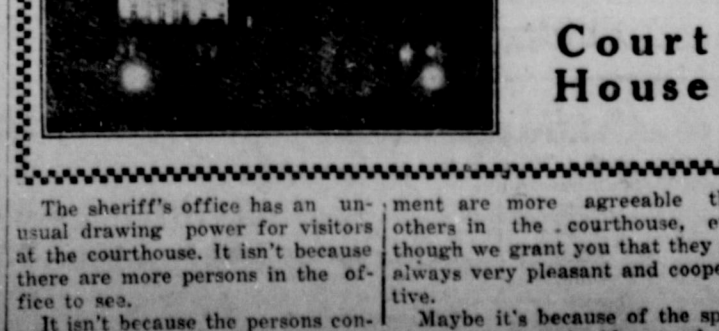 Court
House
The sheriff's office has an un-
usual drawing power for visitors
at the courthouse. It isn't because
there are more persons in the of-
fice to see.
It isn't because the persons con-
ment are more agreeable
others in the courthouse,
though we grant you that they
always very pleasant and
tive.
Maybe it's because of the